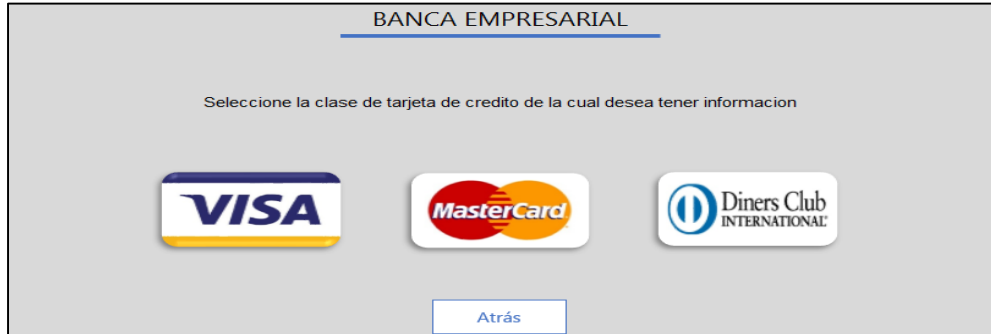 BANCA EMPRESARIAL
Seleccione la clase de tarjeta de credito de la cual desea tener informacion
VISA
MasterCard
Diners Club
INTERNATIONAL
Atrás